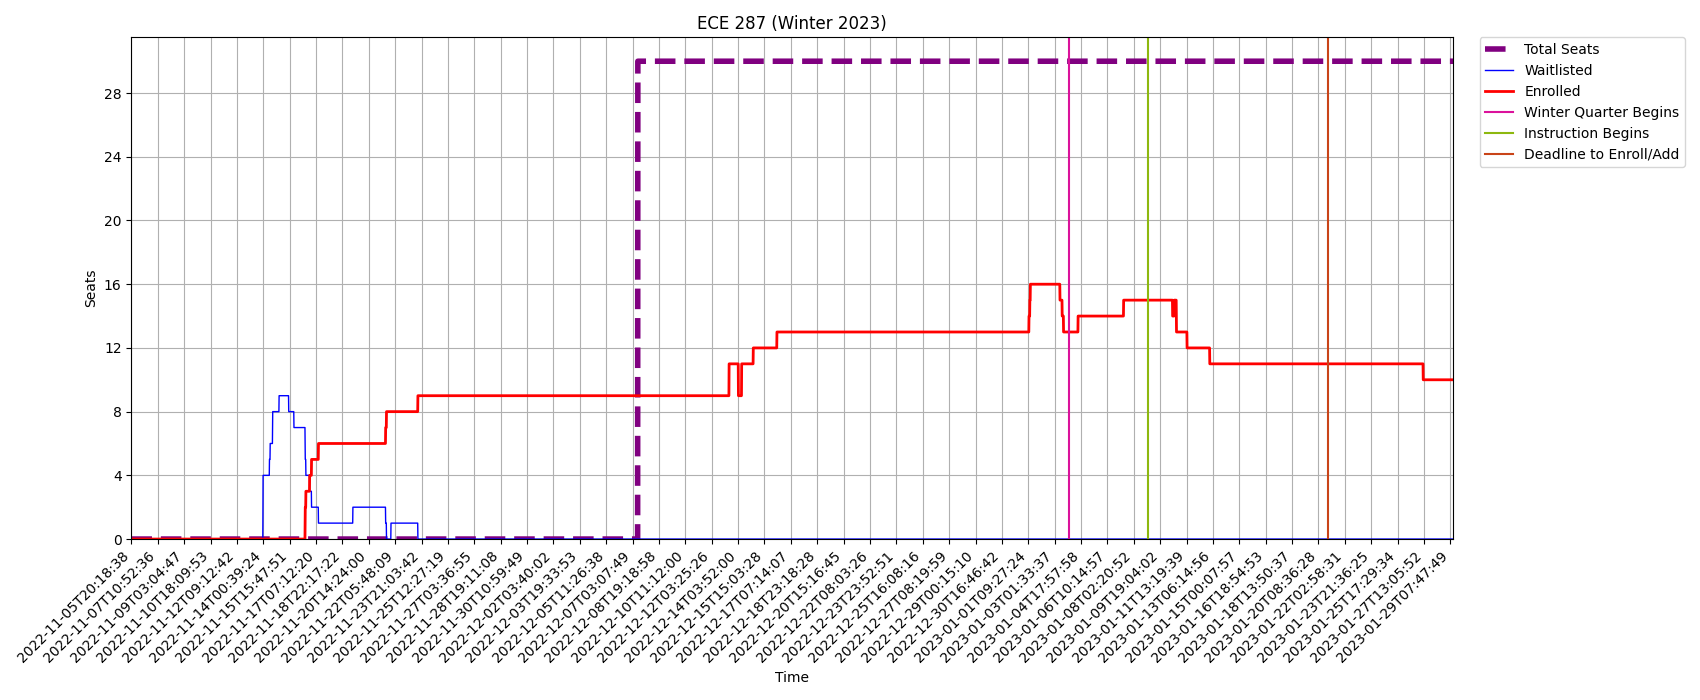 ECE 287 (Winter 2023)
Total Seats
Waitlisted
Enrolled
Winter Quarter Begins
Instruction Begins
Deadline to Enroll/Add
Seats
28
24
20
16
12
8
4
0
2022-11-05T20:18:38
2022-11-07T10:52:36
2022-11-09T03:04:47
2022-11-10T18:09:53
2022-11-12T09:12:42
2022-11-14T00:39:24
2022-11-15T15:47:51
2022-11-17T07:12:20
2022-11-18T22:17:22
2022-11-20T14:24:00
2022-11-22T05:48:09
2022-11-23T21:03:42
2022-11-25T12:27:19
2022-11-27T03:36:55
2022-11-28T19:11:08
2022-11-30T10:59:49
2022-12-02T03:40:02
2022-12-03T19:33:53
2022-12-05T11:26:38
2022-12-07T03:07:49
2022-12-08T19:18:58
2022-12-10T11:12:00
2022-12-12T03:25:26
2022-12-14T03:52:00
2022-12-15T15:03:28
2022-12-17T07:14:07
2022-12-18T23:18:28
2022-12-20T15:16:45
2022-12-22T08:03:26
2022-12-23T23:52:51
2022-12-25T16:08:16
2022-12-27T08:19:59
2022-12-29T00:15:10
2022-12-30T16:46:42
2023-01-01T09:27:24
2023-01-03T01:33:37
2023-01-04T17:57:58
2023-01-06T10:14:57
2023-01-08T02:20:52
2023-01-09T19:04:02
2023-01-11T13:19:39
2023-01-13T06:14:56
2023-01-15T00:07:57
2023-01-16T18:54:53
2023-01-18T13:50:37
2023-01-20T08:36:28
2023-01-22T02:58:31
2023-01-23T21:36:25
2023-01-25T17:29:34
2023-01-27T13:05:52
2023-01-29T07:47:49
Time